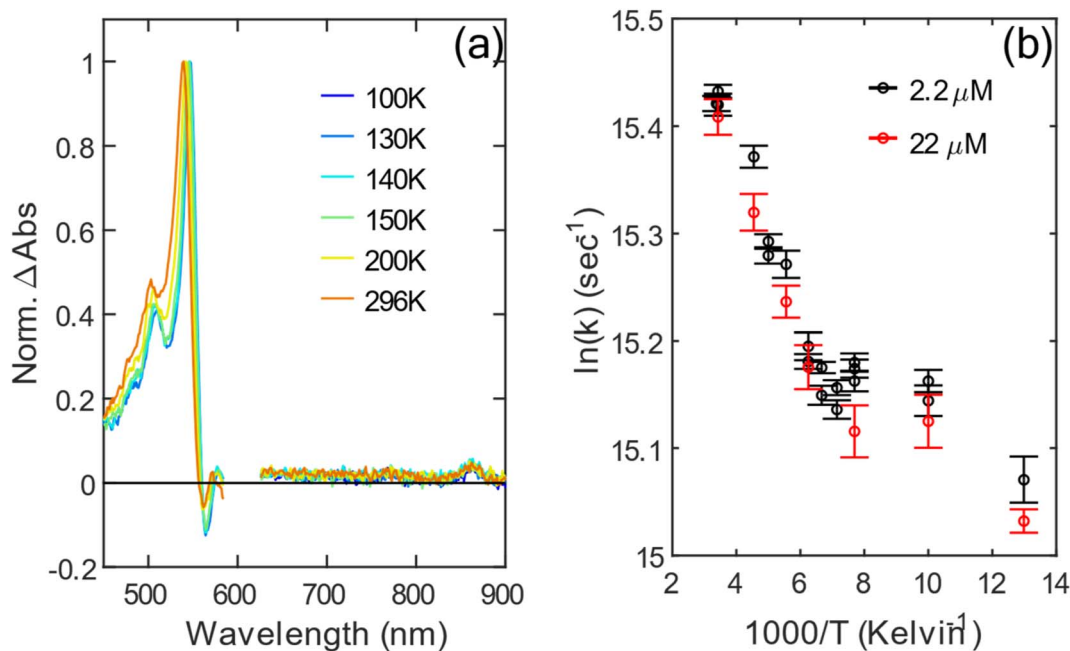 (a)
Norm. ΔAbs
1
0.8
0.6
0.4
0.2
0
-0.2
100K
130K
140K
150K
200K
296K
500
600
700
800
900
Wavelength (nm)
(b)
ln(k) (sec⁻¹)
15.5
15.4
15.3
15.2
15.1
15
2.2 μM
22 μM
2
4
6
8
10
12
14
1000/T (Kelvin⁻¹)